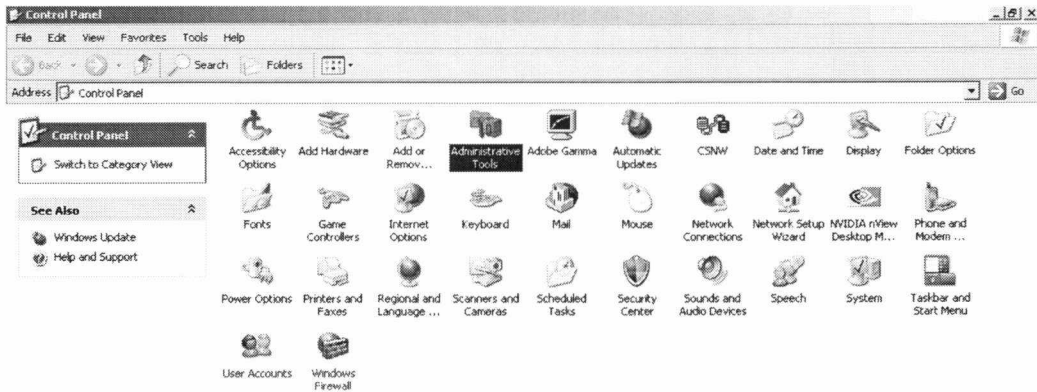 Control Panel
File Edit View Favorites Tools Help
Back Search Folders
Address Control Panel Go
Control Panel
Switch to Category View
See Also
Windows Update
Help and Support
Accessibility Options
Add Hardware
Add or Remov...
Administrative Tools
Adobe Gamma
Automatic Updates
CSNW
Date and Time
Display
Folder Options
Fonts
Game Controllers
Internet Options
Keyboard
Mail
Mouse
Network Connections
Network Setup Wizard
NVIDIA nView Desktop M...
Phone and Modem ...
Power Options
Printers and Faxes
Regional and Language ...
Scanners and Cameras
Scheduled Tasks
Security Center
Sounds and Audio Devices
Speech
System
Taskbar and Start Menu
User Accounts
Windows Firewall